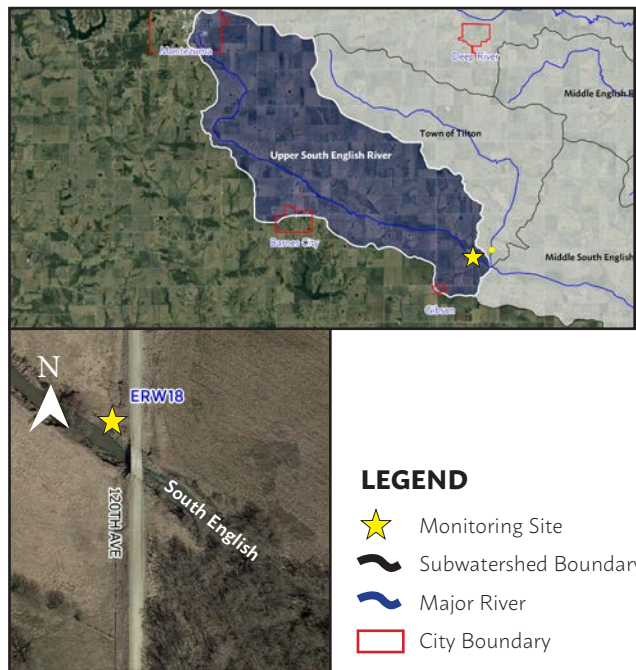 Montezuma
Deep River
Middle English R
Town of Tilton
Upper South English River
Barnes City
Middle South English
Gibson
N
ERW18
120TH AVE
South English
LEGEND
Monitoring Site
Subwatershed Boundary
Major River
City Boundary